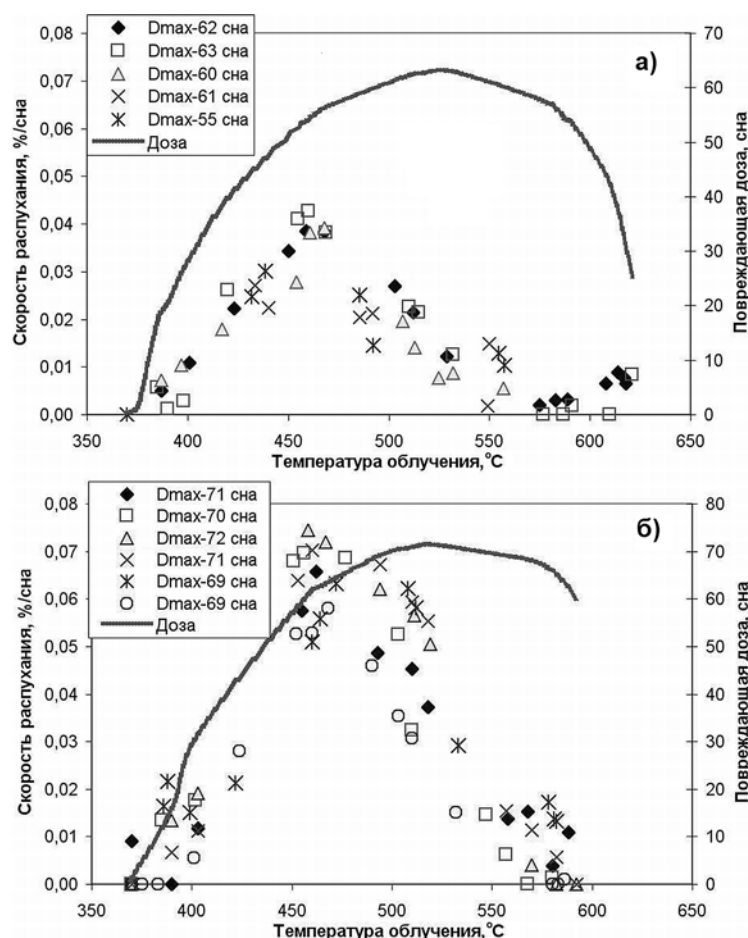 0,08
0,07
0,06
0,05
0,04
0,03
0,02
0,01
0,00
Скорость распухания, %/сна
Dmax-62 сна
Dmax-63 сна
Dmax-60 сна
Dmax-61 сна
Dmax-55 сна
Доза
а)
70
60
50
40
30
20
10
0
Повреждающая доза, сна
350 400 450 500 550 600 650
Температура облучения,°С
0,08
0,07
0,06
0,05
0,04
0,03
0,02
0,01
0,00
Скорость распухания, %/сна
Dmax-71 сна
Dmax-70 сна
Dmax-72 сна
Dmax-71 сна
Dmax-69 сна
Dmax-69 сна
Доза
б)
80
70
60
50
40
30
20
10
0
Повреждающая доза, сна
350 400 450 500 550 600 650
Температура облучения,°С